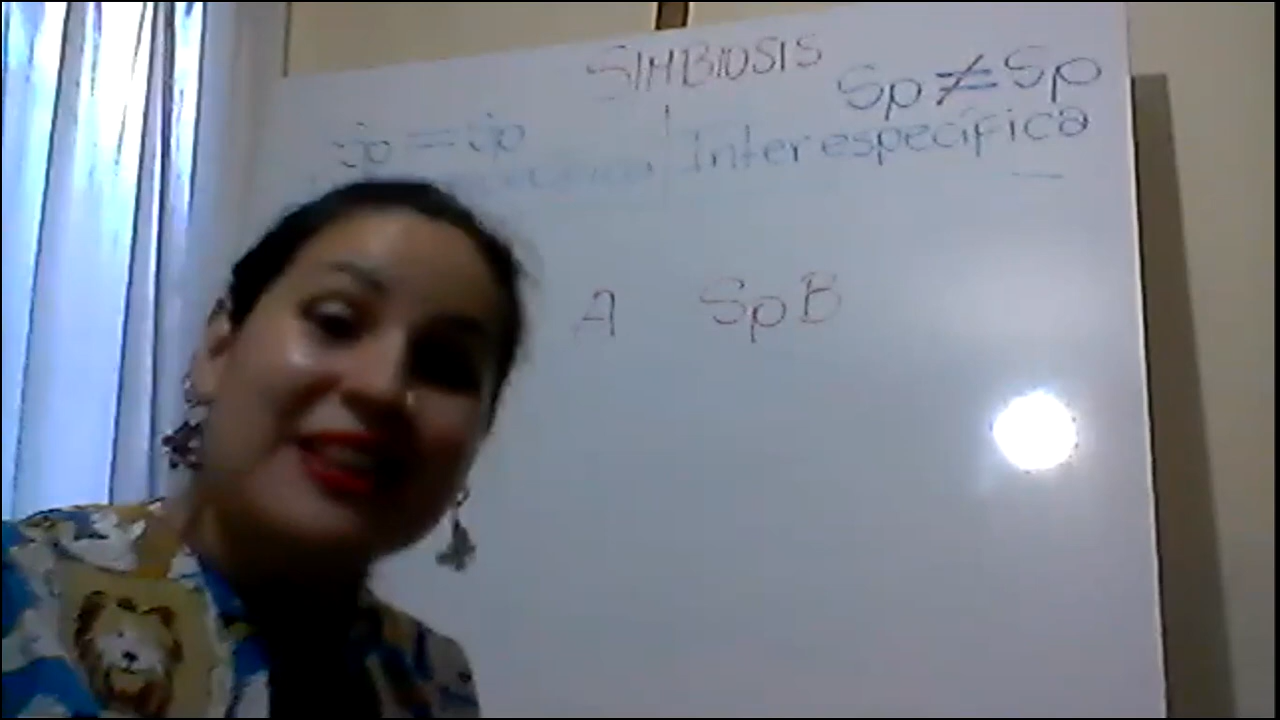 SIMBIOSIS
Sp ≠ Sp
Sp = Sp
Interespecífica
A SpB